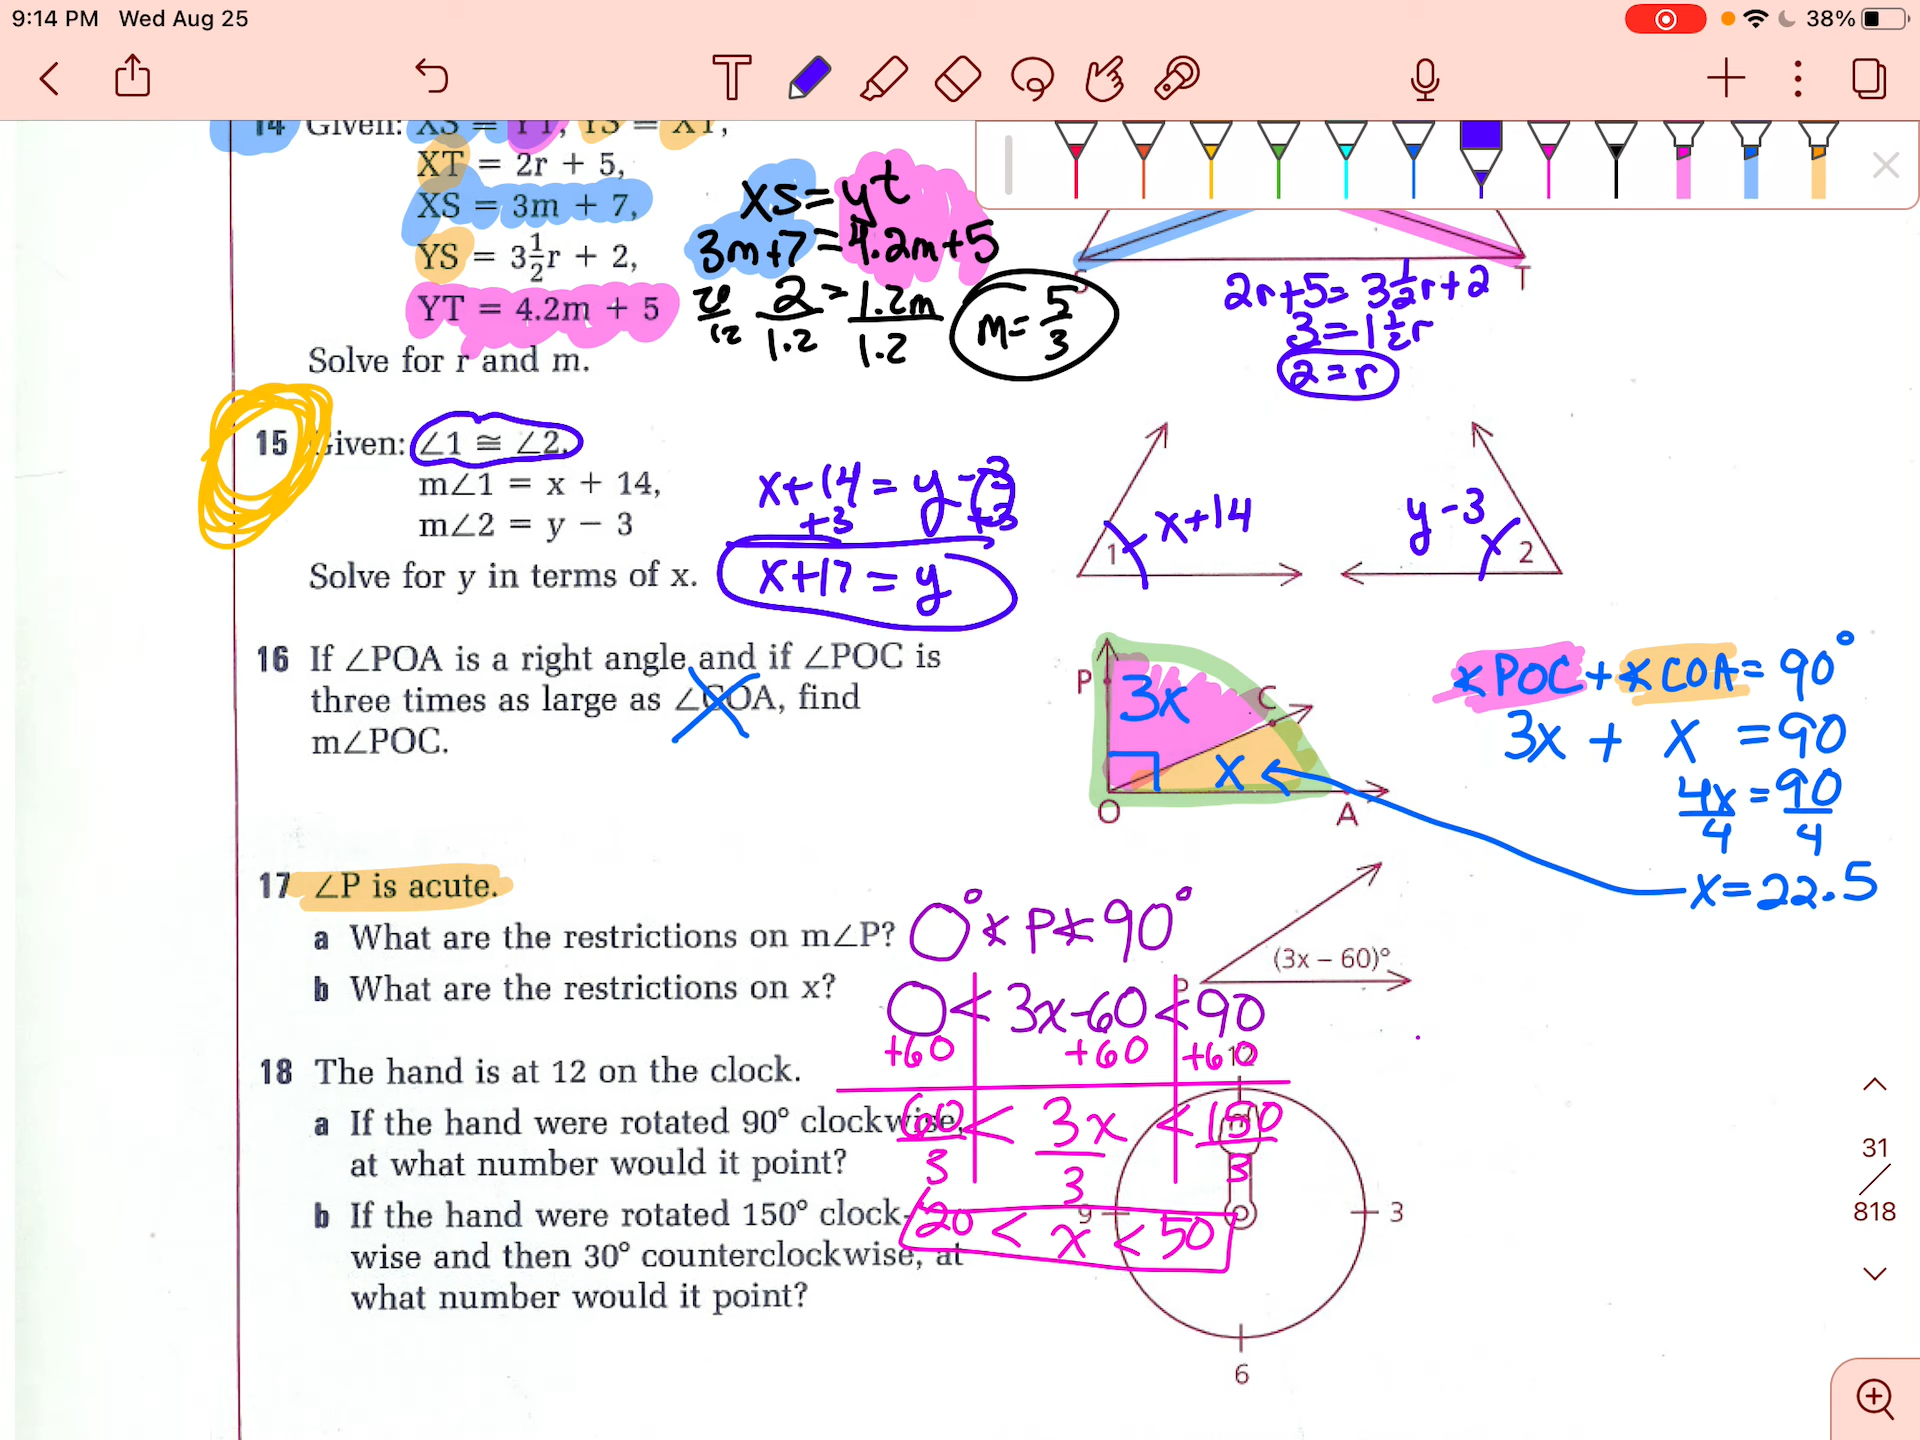 9:14 PM Wed Aug 25
38%
T
14 Given: XS = YT, YS = XT,
XT = 2r + 5,
XS = 3m + 7,
YS = 3½r + 2,
YT = 4.2m + 5
Solve for r and m.
xs = yt
3m+7 = 4.2m+5
20/12 2/1.2 = 1.2m/1.2
m = 5/3
S
T
2r+5 = 3½r+2
3 = 1½r
2 = r
15 Given: ∠1 ≅ ∠2,
m∠1 = x + 14,
m∠2 = y − 3
Solve for y in terms of x.
x+14 = y-3
+3 +3
x+17 = y
1 x+14
y-3 2
16 If ∠POA is a right angle and if ∠POC is
three times as large as ∠COA, find
m∠POC.
P 3x C
x
O A
∡POC + ∡COA = 90°
3x + x = 90
4x/4 = 90/4
x = 22.5
17 ∠P is acute.
a What are the restrictions on m∠P?
b What are the restrictions on x?
0° < P < 90°
(3x − 60)°
P
0 < 3x-60 < 90
+60 +60 +60
60/3 < 3x/3 < 150/3
20 < x < 50
18 The hand is at 12 on the clock.
a If the hand were rotated 90° clockwise,
at what number would it point?
b If the hand were rotated 150° clock-
wise and then 30° counterclockwise, at
what number would it point?
12
9
3
6
31
818